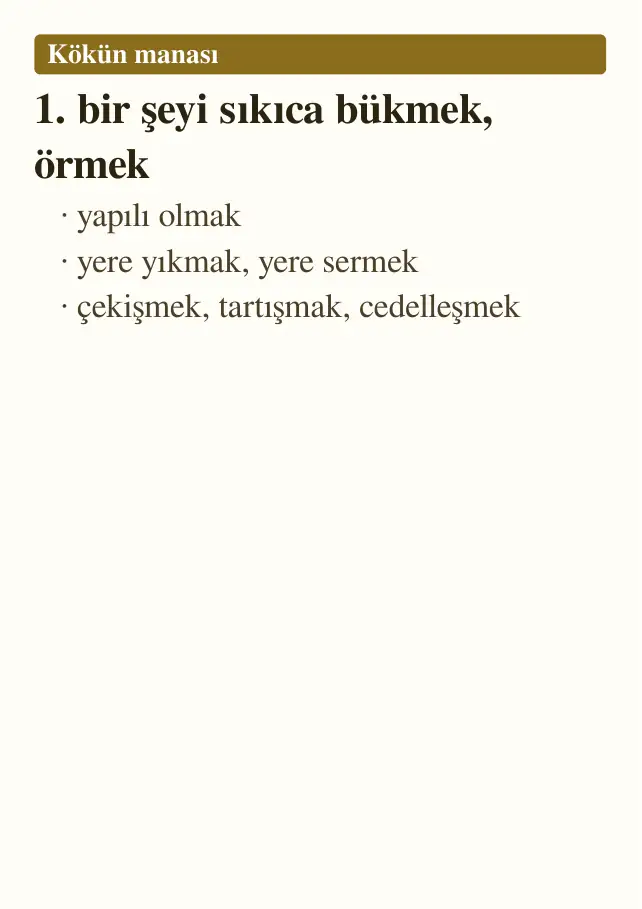 Kökün manası
1. bir şeyi sıkıca bükmek,
örmek
· yapılı olmak
· yere yıkmak, yere sermek
· çekişmek, tartışmak, cedelleşmek